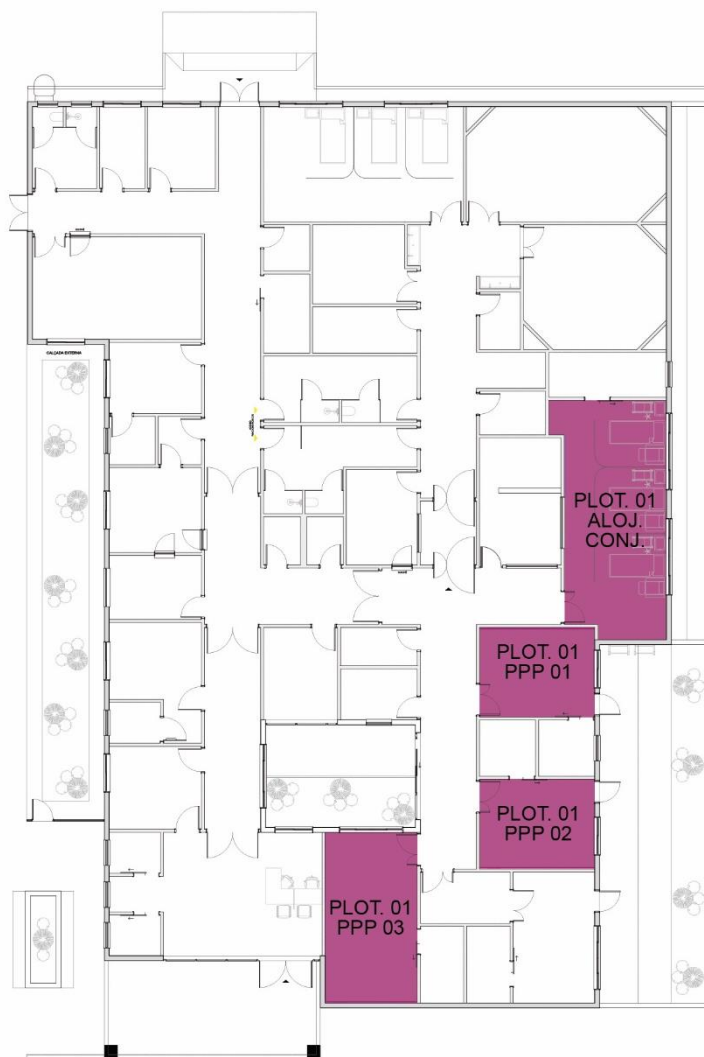 CALÇADA EXTERNA
PLOT. 01
ALOJ.
CONJ.
PLOT. 01
PPP 01
PLOT. 01
PPP 02
PLOT. 01
PPP 03